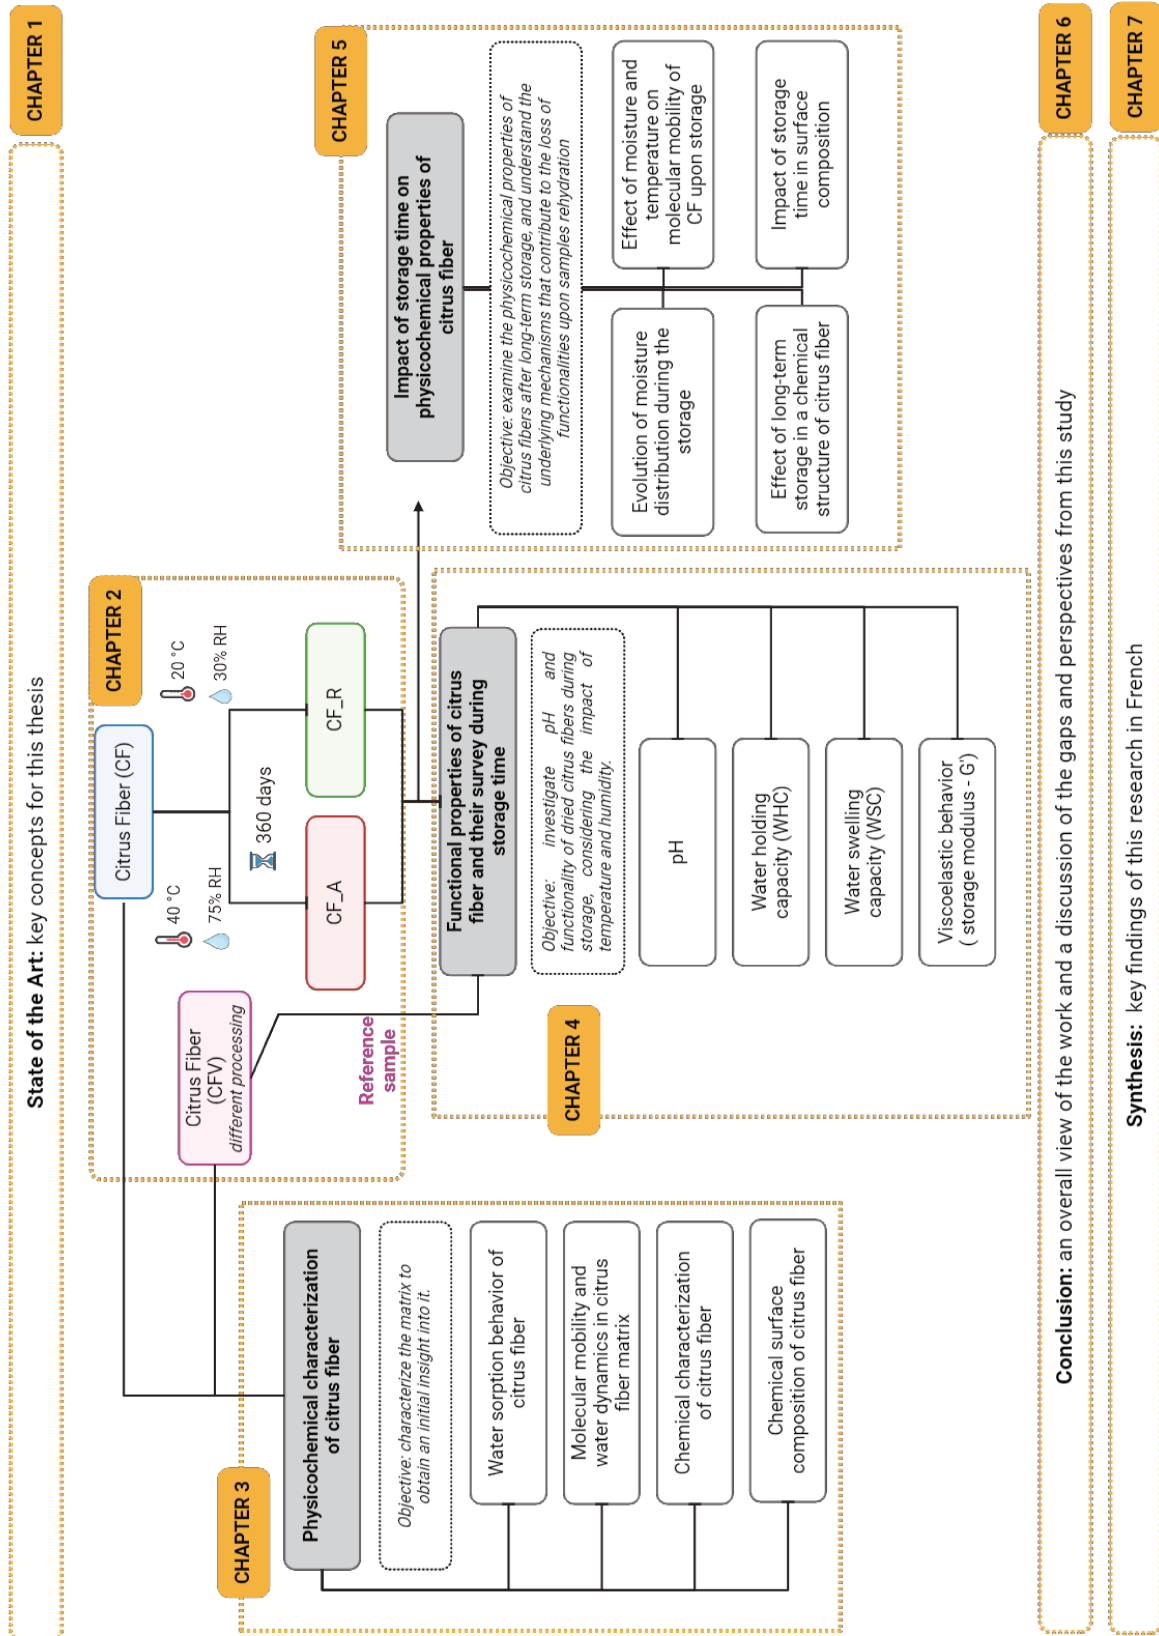 CHAPTER 1
State of the Art: key concepts for this thesis
CHAPTER 2
Citrus Fiber (CF)
Citrus Fiber
(CFV)
different processing
40 °C
75% RH
360 days
20 °C
30% RH
CF_A
CF_R
Reference
sample
CHAPTER 3
Physicochemical characterization
of citrus fiber
Objective: characterize the matrix to
obtain an initial insight into it.
Water sorption behavior of
citrus fiber
Molecular mobility and
water dynamics in citrus
fiber matrix
Chemical characterization
of citrus fiber
Chemical surface
composition of citrus fiber
CHAPTER 4
Functional properties of citrus
fiber and their survey during
storage time
Objective: investigate pH and
functionality of dried citrus fibers during
storage, considering the impact of
temperature and humidity.
pH
Water holding
capacity (WHC)
Water swelling
capacity (WSC)
Viscoelastic behavior
( storage modulus - G')
CHAPTER 5
Impact of storage time on
physicochemical properties of
citrus fiber
Objective: examine the physicochemical properties of
citrus fibers after long-term storage, and understand the
underlying mechanisms that contribute to the loss of
functionalities upon samples rehydration
Evolution of moisture
distribution during the
storage
Effect of moisture and
temperature on
molecular mobility of
CF upon storage
Effect of long-term
storage in a chemical
structure of citrus fiber
Impact of storage
time in surface
composition
CHAPTER 6
Conclusion: an overall view of the work and a discussion of the gaps and perspectives from this study
CHAPTER 7
Synthesis: key findings of this research in French